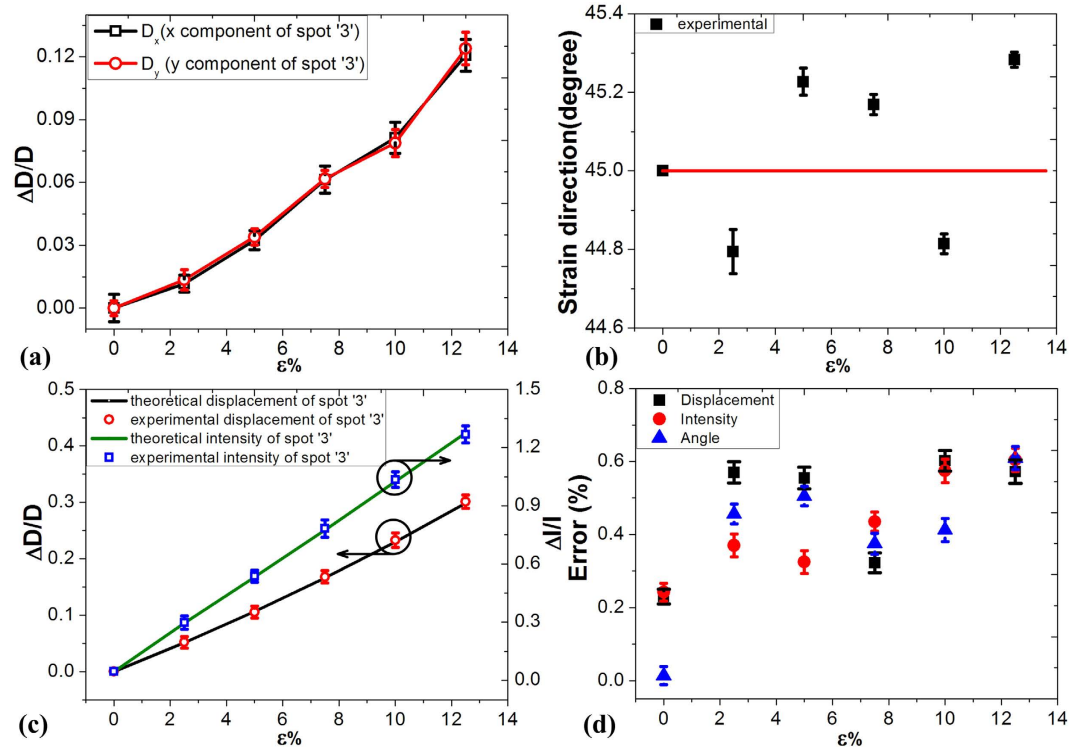 D_x (x component of spot '3')
D_y (y component of spot '3')
0.12
0.09
0.06
0.03
0.00
ΔD/D
0 2 4 6 8 10 12 14
ε%
(a)
experimental
45.4
45.2
45.0
44.8
44.6
Strain direction(degree)
0 2 4 6 8 10 12 14
ε%
(b)
theoretical displacement of spot '3'
experimental displacement of spot '3'
theoretical intensity of spot '3'
experimental intensity of spot '3'
0.5
0.4
0.3
0.2
0.1
0.0
ΔD/D
1.5
1.2
0.9
0.6
0.3
0.0
ΔI/I
0 2 4 6 8 10 12 14
ε%
(c)
Displacement
Intensity
Angle
0.8
0.6
0.4
0.2
0.0
Error (%)
0 2 4 6 8 10 12 14
ε%
(d)